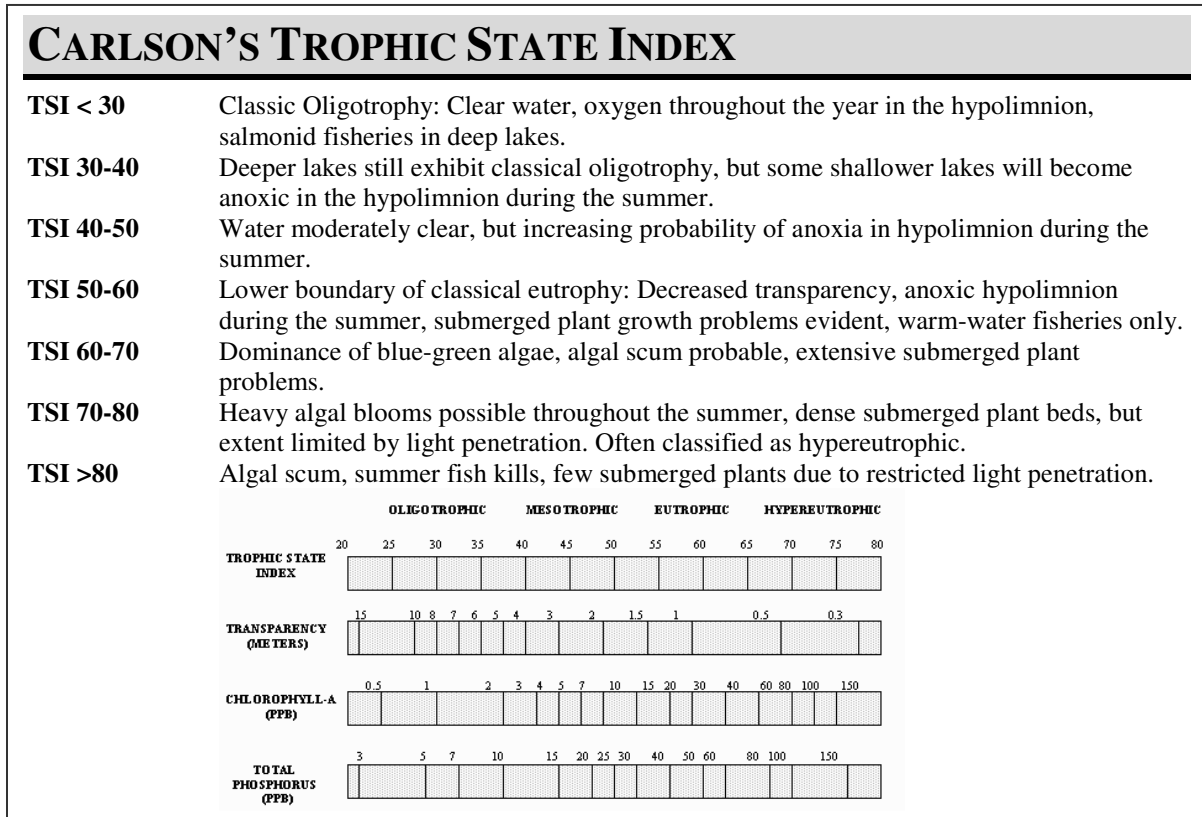 CARLSON'S TROPHIC STATE INDEX
TSI < 30 Classic Oligotrophy: Clear water, oxygen throughout the year in the hypolimnion,
salmonid fisheries in deep lakes.
TSI 30-40 Deeper lakes still exhibit classical oligotrophy, but some shallower lakes will become
anoxic in the hypolimnion during the summer.
TSI 40-50 Water moderately clear, but increasing probability of anoxia in hypolimnion during the
summer.
TSI 50-60 Lower boundary of classical eutrophy: Decreased transparency, anoxic hypolimnion
during the summer, submerged plant growth problems evident, warm-water fisheries only.
TSI 60-70 Dominance of blue-green algae, algal scum probable, extensive submerged plant
problems.
TSI 70-80 Heavy algal blooms possible throughout the summer, dense submerged plant beds, but
extent limited by light penetration. Often classified as hypereutrophic.
TSI >80 Algal scum, summer fish kills, few submerged plants due to restricted light penetration.
OLIGOTROPHIC MESOTROPHIC EUTROPHIC HYPEREUTROPHIC
20 25 30 35 40 45 50 55 60 65 70 75 80
TROPHIC STATE
INDEX
15 10 8 7 6 5 4 3 2 1.5 1 0.5 0.3
TRANSPARENCY
(METERS)
0.5 1 2 3 4 5 7 10 15 20 30 40 60 80 100 150
CHLOROPHYLL-A
(PPB)
3 5 7 10 15 20 25 30 40 50 60 80 100 150
TOTAL
PHOSPHORUS
(PPB)